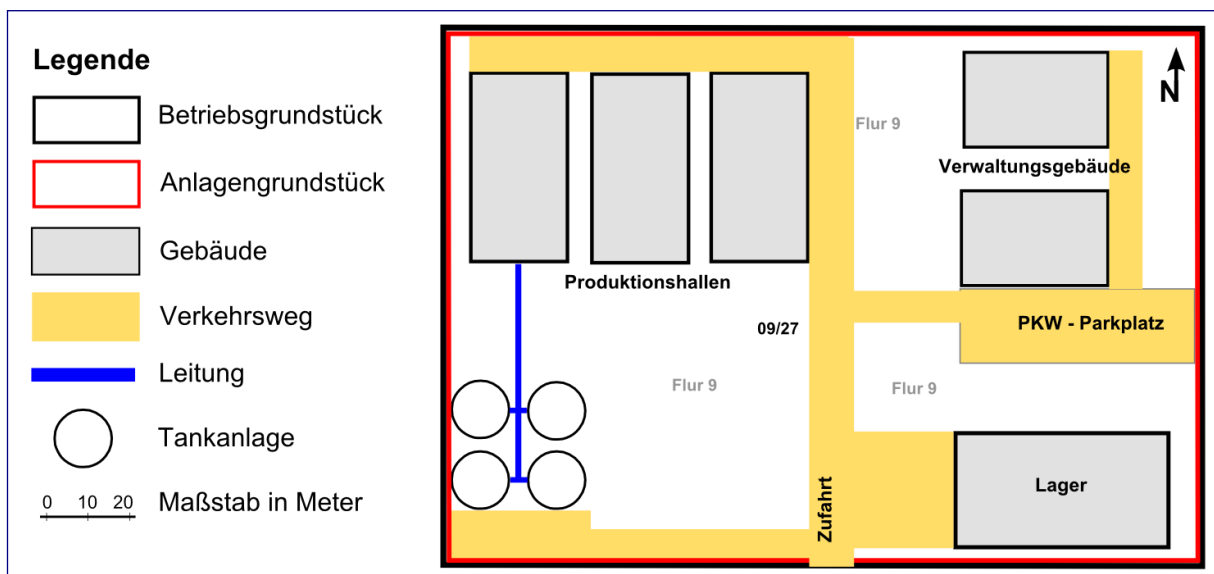 Legende
Betriebsgrundstück
Anlagengrundstück
Gebäude
Verkehrsweg
Leitung
Tankanlage
0 10 20
Maßstab in Meter
N
Flur 9
Verwaltungsgebäude
Produktionshallen
09/27
PKW - Parkplatz
Flur 9
Flur 9
Zufahrt
Lager